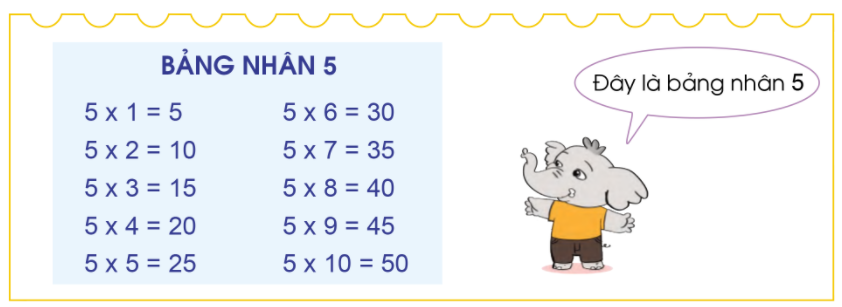 BẢNG NHÂN 5
5 x 1 = 5
5 x 2 = 10
5 x 3 = 15
5 x 4 = 20
5 x 5 = 25
5 x 6 = 30
5 x 7 = 35
5 x 8 = 40
5 x 9 = 45
5 x 10 = 50
Đây là bảng nhân 5